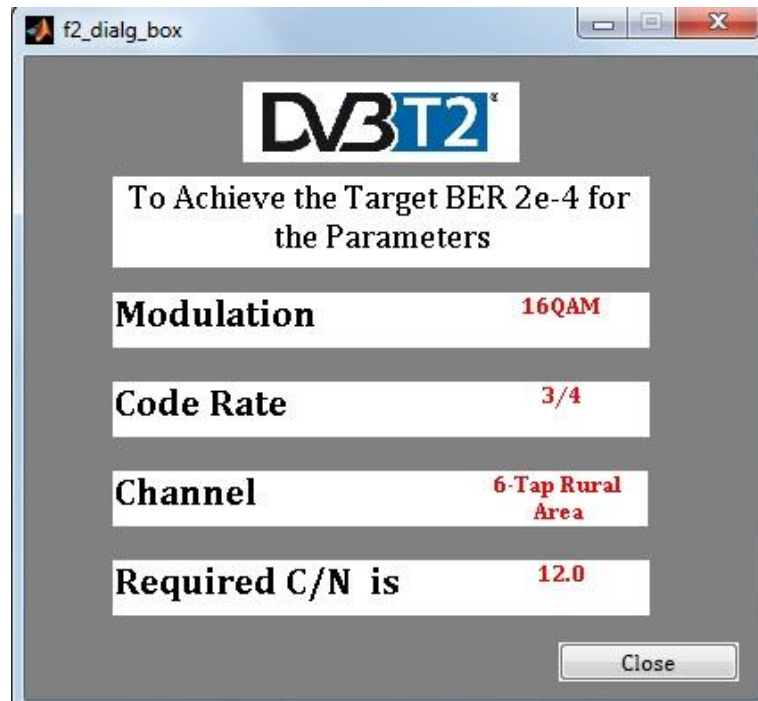 f2_dialg_box
DVB T2
To Achieve the Target BER 2e-4 for
the Parameters
Modulation 16QAM
Code Rate 3/4
Channel 6-Tap Rural
Area
Required C/N is 12.0
Close